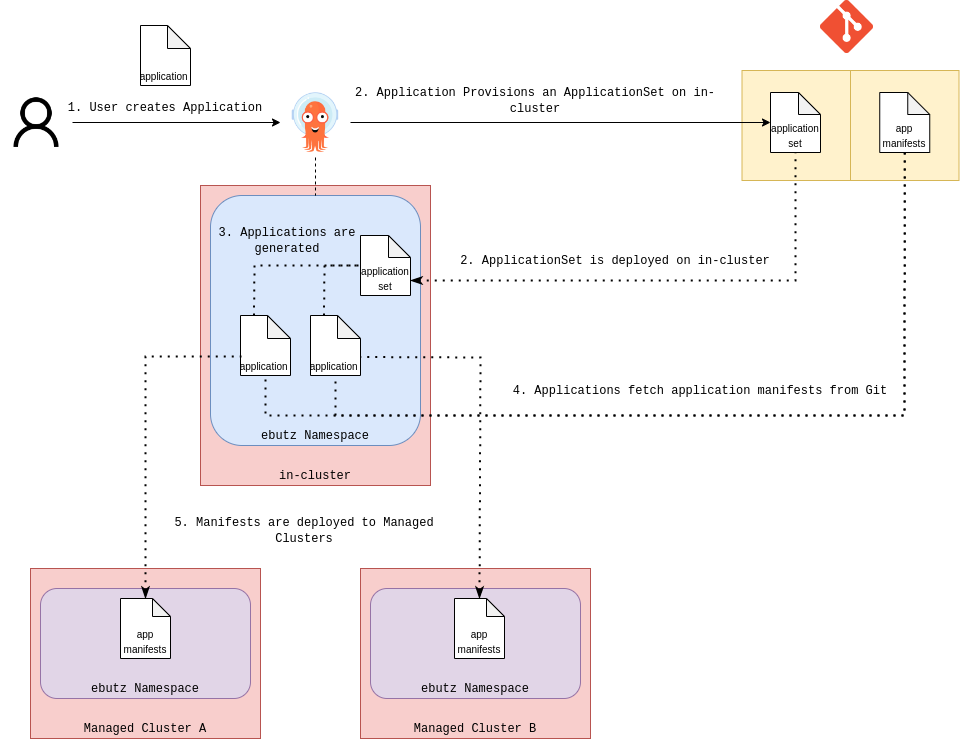 application
1. User creates Application
2. Application Provisions an ApplicationSet on in-
cluster
application
set
app
manifests
3. Applications are
generated
application
set
2. ApplicationSet is deployed on in-cluster
application
application
4. Applications fetch application manifests from Git
ebutz Namespace
in-cluster
5. Manifests are deployed to Managed
Clusters
app
manifests
ebutz Namespace
Managed Cluster A
app
manifests
ebutz Namespace
Managed Cluster B